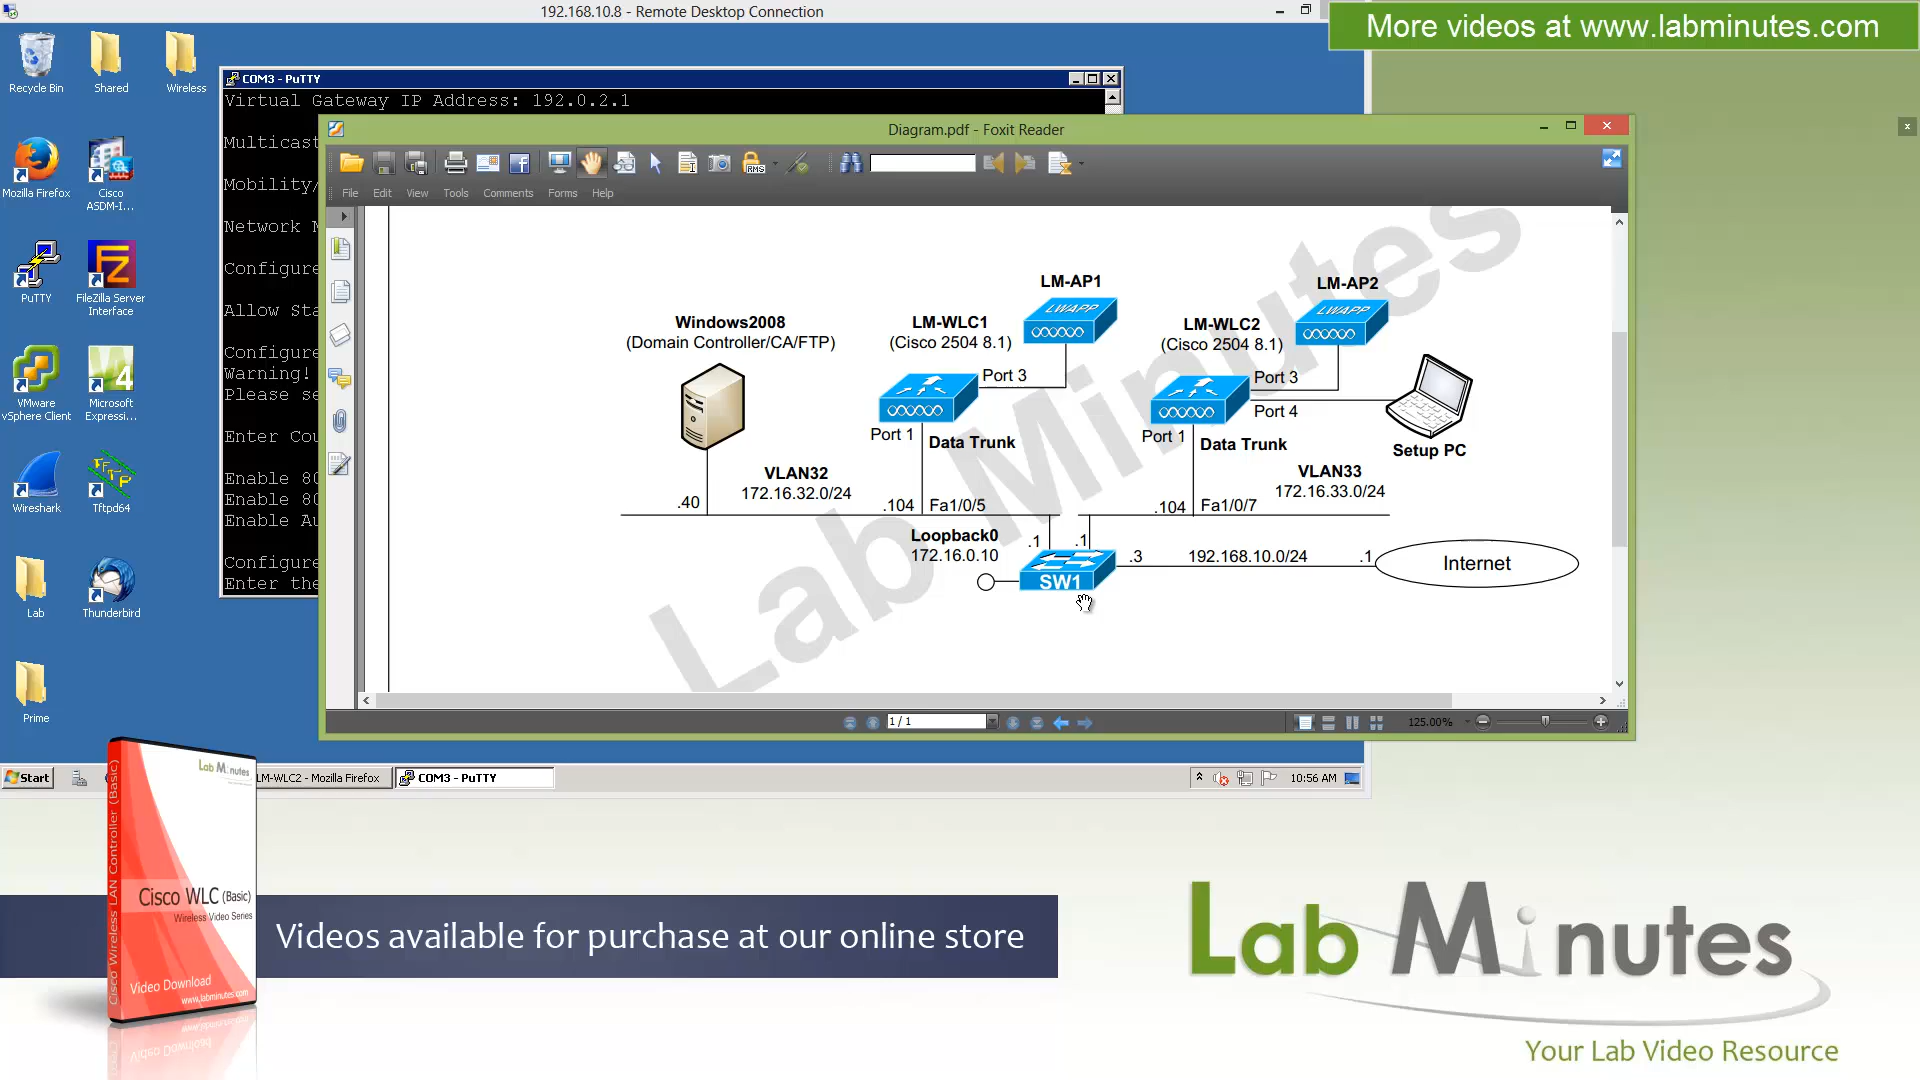 192.168.10.8 - Remote Desktop Connection
More videos at www.labminutes.com
Recycle Bin
Shared
Wireless
Mozilla Firefox
Cisco
ASDM-I...
PuTTY
FileZilla Server
Interface
VMware
vSphere Client
Microsoft
Expressi...
Wireshark
Tftpd64
Lab
Thunderbird
Prime
COM3 - PuTTY
Virtual Gateway IP Address: 192.0.2.1
Multicast
Mobility/
Network
Configure
Allow Sta
Configure
Warning!
Please se
Enter Cou
Enable 80
Enable 80
Enable Au
Configure
Enter the
Diagram.pdf - Foxit Reader
RMS
File Edit View Tools Comments Forms Help
Lab Minutes
LM-AP1
LWAPP
LM-AP2
LWAPP
Windows2008
(Domain Controller/CA/FTP)
LM-WLC1
(Cisco 2504 8.1)
LM-WLC2
(Cisco 2504 8.1)
Port 3
Port 3
Port 4
Port 1
Data Trunk
Port 1
Data Trunk
Setup PC
VLAN32
172.16.32.0/24
VLAN33
172.16.33.0/24
.40
.104
Fa1/0/5
.104
Fa1/0/7
Loopback0
172.16.0.10
.1
.1
.3
192.168.10.0/24
.1
Internet
SW1
1 / 1
125.00%
Start
LM-WLC2 - Mozilla Firefox
COM3 - PuTTY
10:56 AM
Lab Minutes
Cisco Wireless LAN Controller (Basic)
Cisco WLC (Basic)
Wireless Video Series
Video Download
www.labminutes.com
Videos available for purchase at our online store
Lab Minutes
Your Lab Video Resource